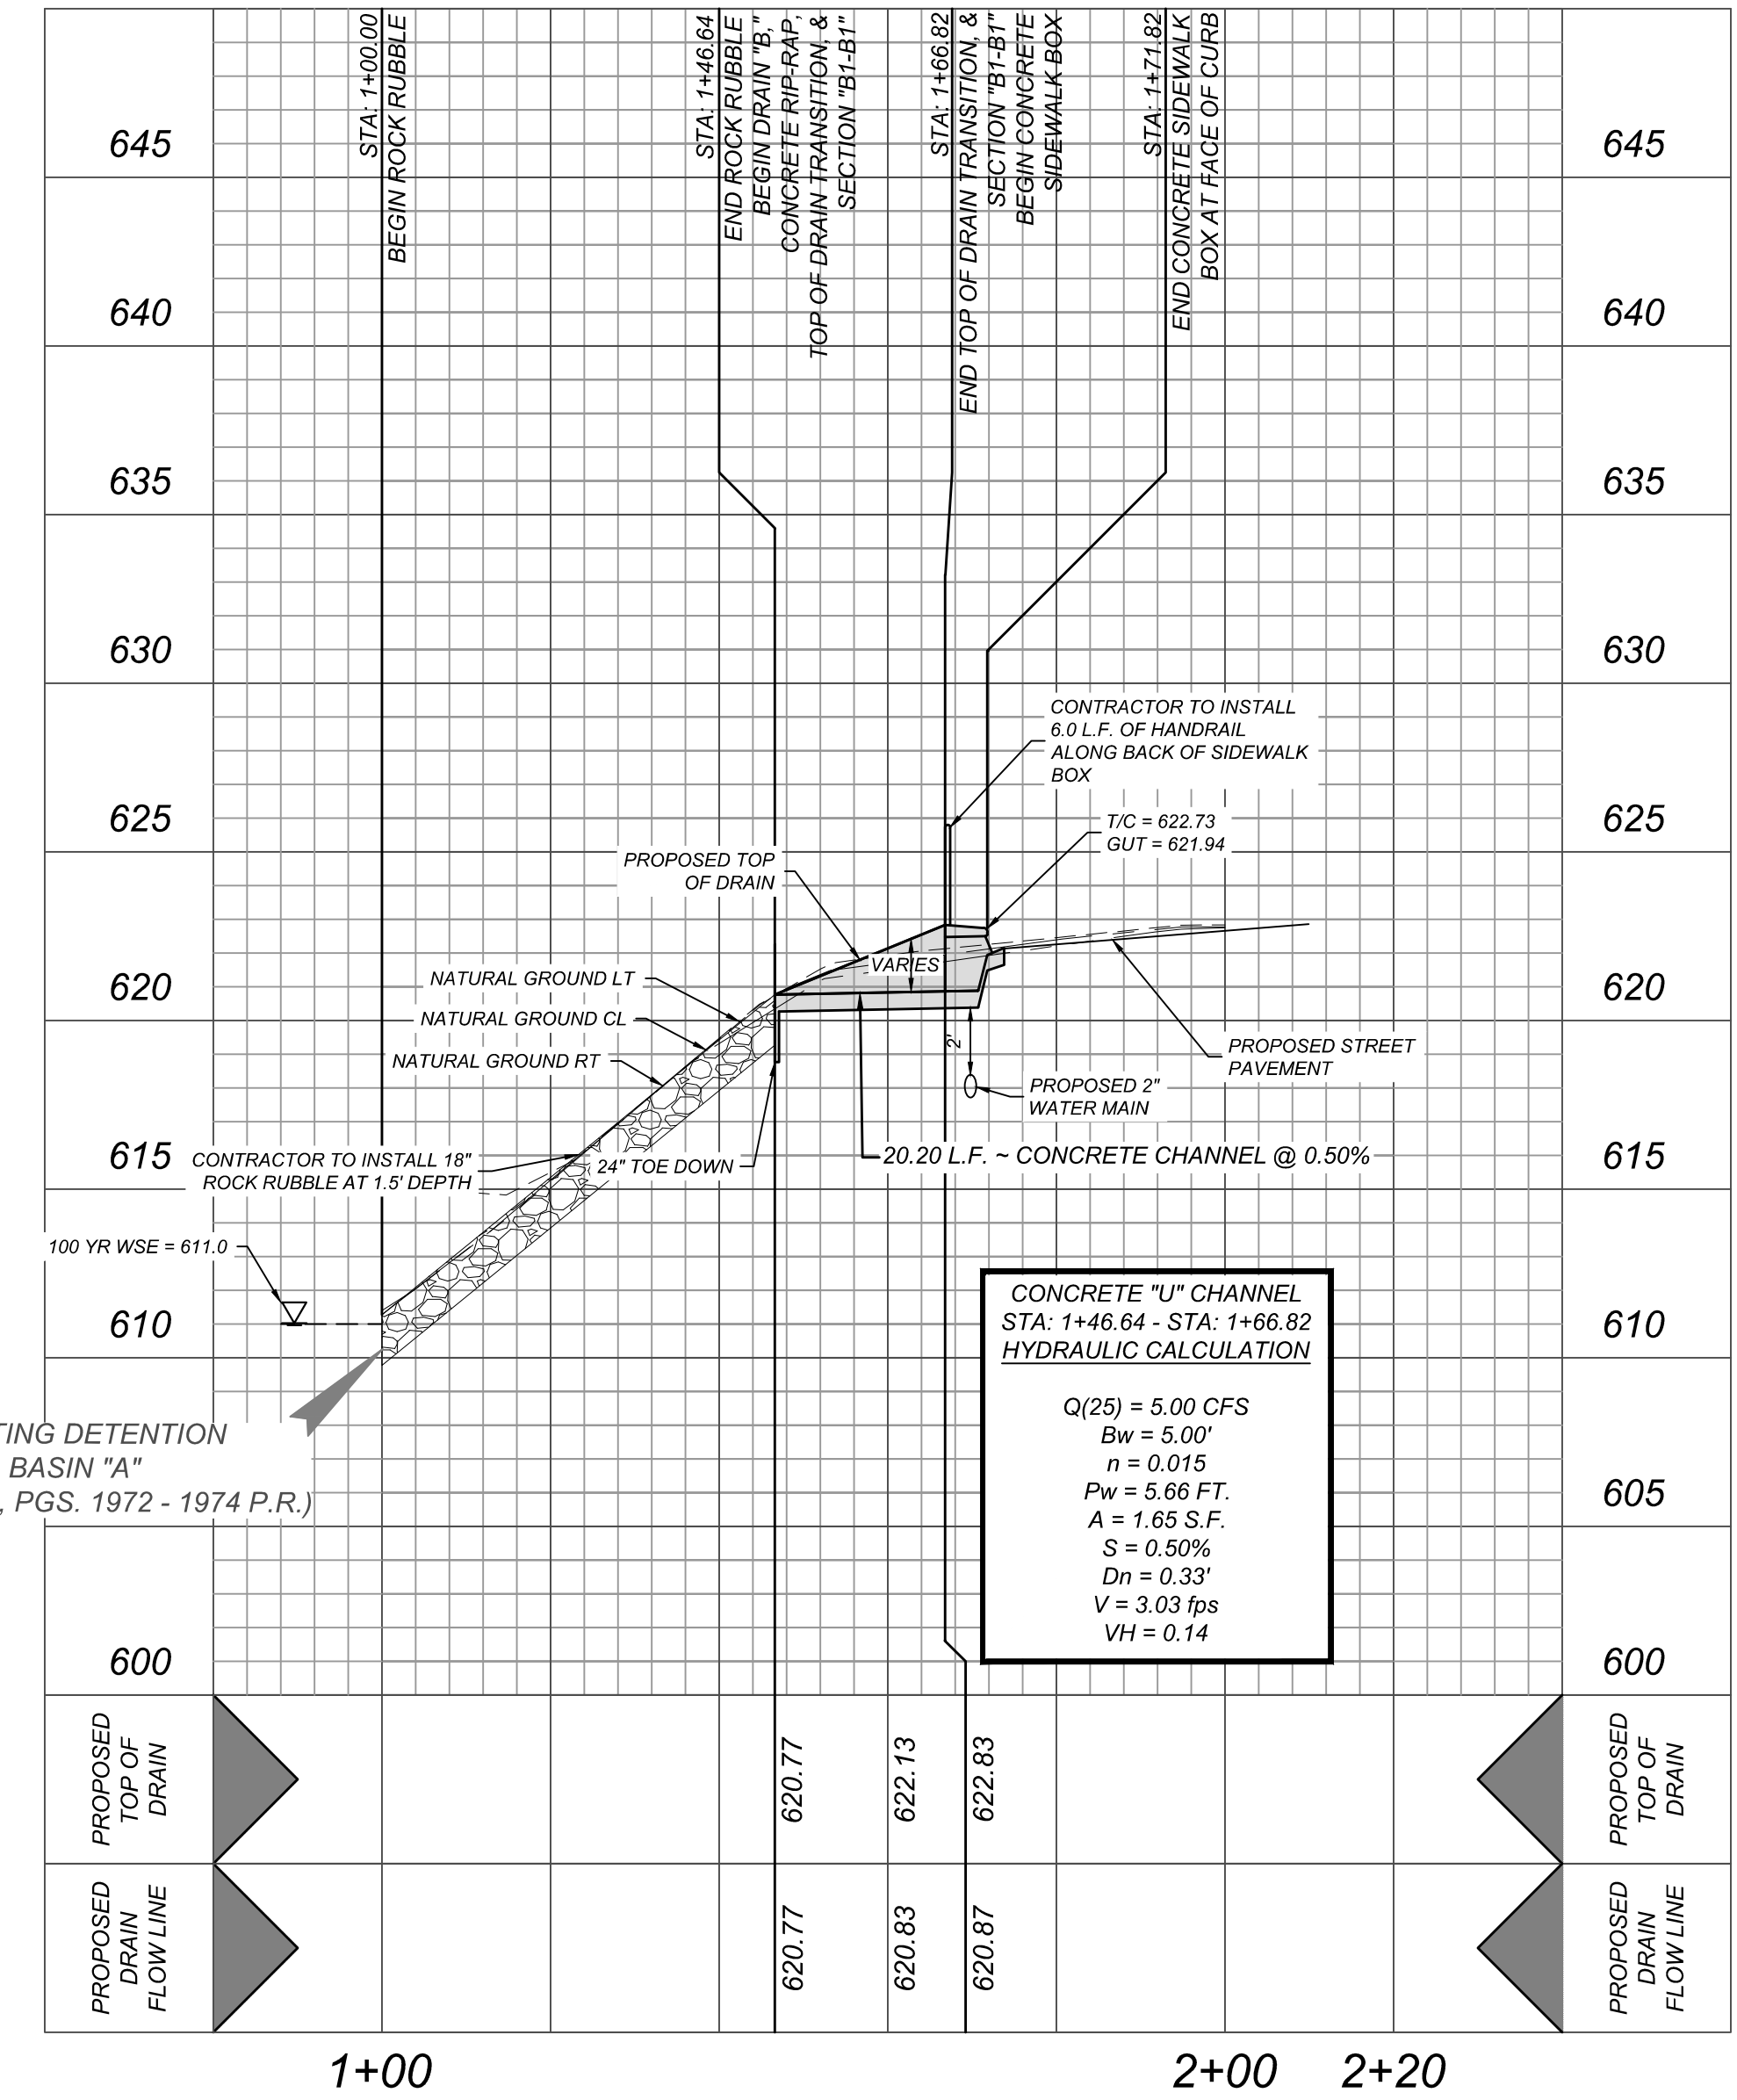 STA: 1+00.00
BEGIN ROCK RUBBLE
STA: 1+46.64
END ROCK RUBBLE
BEGIN DRAIN "B,"
CONCRETE RIP-RAP,
TOP OF DRAIN TRANSITION, &
SECTION "B1-B1"
STA: 1+66.82
END TOP OF DRAIN TRANSITION, &
SECTION "B1-B1"
BEGIN CONCRETE
SIDEWALK BOX
STA: 1+71.82
END CONCRETE SIDEWALK
BOX AT FACE OF CURB
645
645
640
640
635
635
630
630
CONTRACTOR TO INSTALL
6.0 L.F. OF HANDRAIL
ALONG BACK OF SIDEWALK
BOX
625
625
T/C = 622.73
GUT = 621.94
PROPOSED TOP
OF DRAIN
VARIES
NATURAL GROUND LT
620
620
NATURAL GROUND CL
NATURAL GROUND RT
2'
PROPOSED STREET
PAVEMENT
PROPOSED 2"
WATER MAIN
615
615
CONTRACTOR TO INSTALL 18"
ROCK RUBBLE AT 1.5' DEPTH
24" TOE DOWN
20.20 L.F. ~ CONCRETE CHANNEL @ 0.50%
100 YR WSE = 611.0
610
610
CONCRETE "U" CHANNEL
STA: 1+46.64 - STA: 1+66.82
HYDRAULIC CALCULATION
Q(25) = 5.00 CFS
Bw = 5.00'
n = 0.015
Pw = 5.66 FT.
A = 1.65 S.F.
S = 0.50%
Dn = 0.33'
V = 3.03 fps
VH = 0.14
TING DETENTION
BASIN "A"
, PGS. 1972 - 1974 P.R.)
605
600
600
PROPOSED
TOP OF
DRAIN
620.77
622.13
622.83
PROPOSED
TOP OF
DRAIN
PROPOSED
DRAIN
FLOW LINE
620.77
620.83
620.87
PROPOSED
DRAIN
FLOW LINE
1+00
2+00
2+20